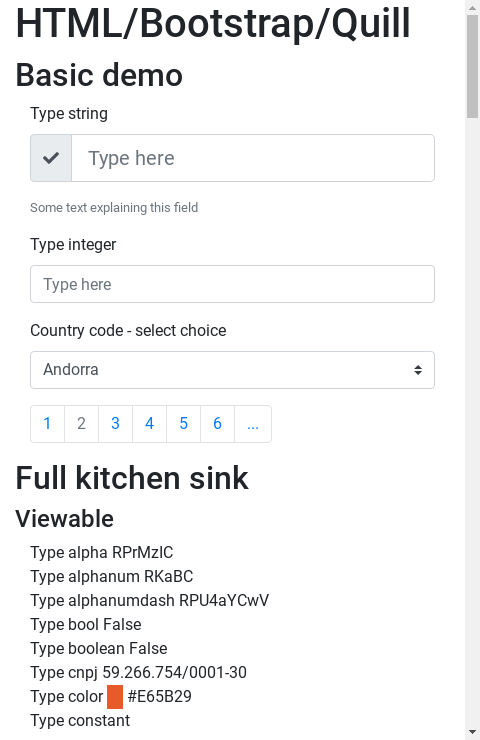 HTML/Bootstrap/Quill
Basic demo
Type string
Type here
Some text explaining this field
Type integer
Type here
Country code - select choice
Andorra
1 2 3 4 5 6 ...
Full kitchen sink
Viewable
Type alpha RPrMzIC
Type alphanum RKaBC
Type alphanumdash RPU4aYCwV
Type bool False
Type boolean False
Type cnpj 59.266.754/0001-30
Type color #E65B29
Type constant